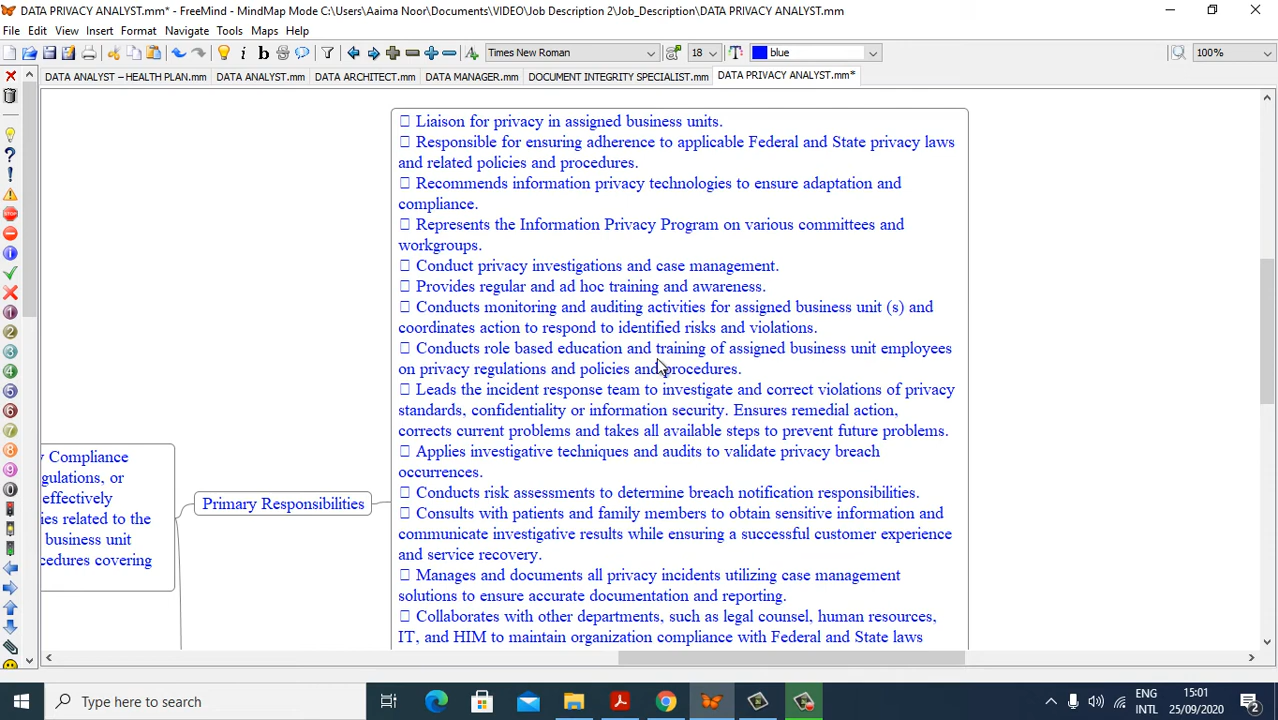 DATA PRIVACY ANALYST.mm* - FreeMind - MindMap Mode C:\Users\Aaima Noor\Documents\VIDEO\Job Description 2\Job_Description\DATA PRIVACY ANALYST.mm
File Edit View Insert Format Navigate Tools Maps Help
Times New Roman 18 blue 100%
DATA ANALYST – HEALTH PLAN.mm DATA ANALYST.mm DATA ARCHITECT.mm DATA MANAGER.mm DOCUMENT INTEGRITY SPECIALIST.mm DATA PRIVACY ANALYST.mm*
Liaison for privacy in assigned business units.
Responsible for ensuring adherence to applicable Federal and State privacy laws
and related policies and procedures.
Recommends information privacy technologies to ensure adaptation and
compliance.
Represents the Information Privacy Program on various committees and
workgroups.
Conduct privacy investigations and case management.
Provides regular and ad hoc training and awareness.
Conducts monitoring and auditing activities for assigned business unit (s) and
coordinates action to respond to identified risks and violations.
Conducts role based education and training of assigned business unit employees
on privacy regulations and policies and procedures.
Leads the incident response team to investigate and correct violations of privacy
standards, confidentiality or information security. Ensures remedial action,
corrects current problems and takes all available steps to prevent future problems.
Applies investigative techniques and audits to validate privacy breach
occurrences.
Conducts risk assessments to determine breach notification responsibilities.
Consults with patients and family members to obtain sensitive information and
communicate investigative results while ensuring a successful customer experience
and service recovery.
Manages and documents all privacy incidents utilizing case management
solutions to ensure accurate documentation and reporting.
Collaborates with other departments, such as legal counsel, human resources,
IT, and HIM to maintain organization compliance with Federal and State laws
Primary Responsibilities
y Compliance
gulations, or
effectively
ies related to the
business unit
cedures covering
Type here to search
ENG
INTL
15:01
25/09/2020
2